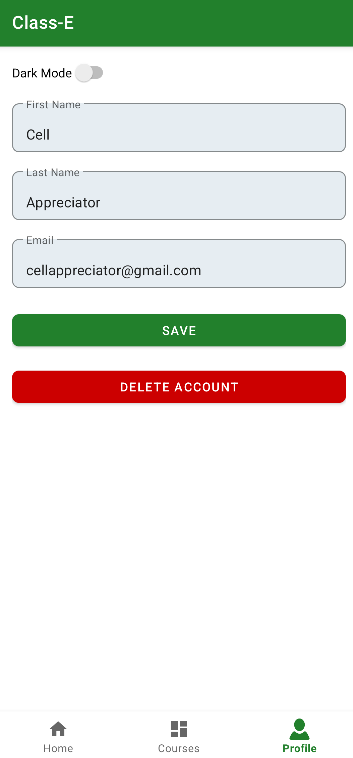 Class-E
Dark Mode
First Name
Cell
Last Name
Appreciator
Email
cellappreciator@gmail.com
SAVE
DELETE ACCOUNT
Home
Courses
Profile